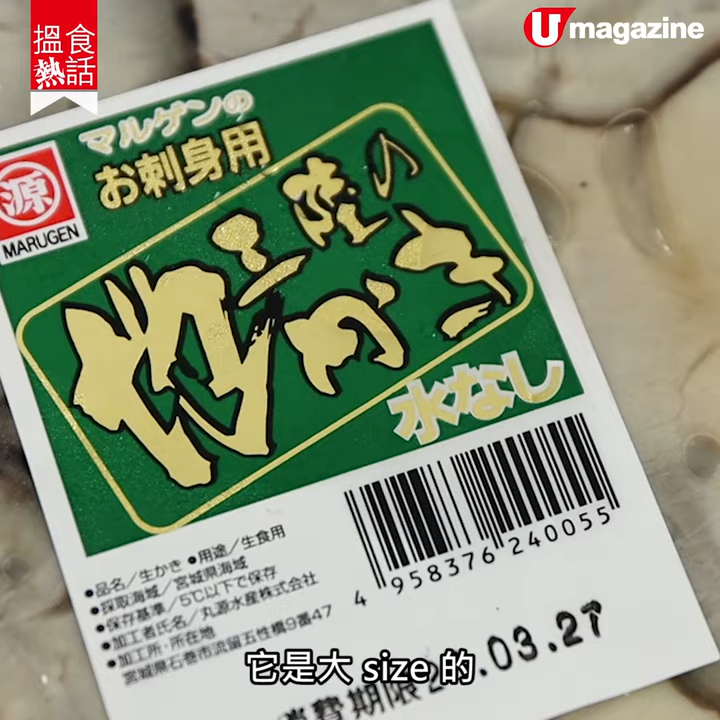 搵食
熱話
U magazine
マルゲンの
お刺身用
源
MARUGEN
三陸の
かき
水なし
●品名/生かき ●用途/生食用
●採取海域/宮城県海域
●保存基準/5℃以下で保存
●加工者氏名/丸源水産株式会社
●加工所・所在地
宮城県石巻市流留五性橋9番47
4 958376 240055
消費期限 .03.27
它是大 size 的